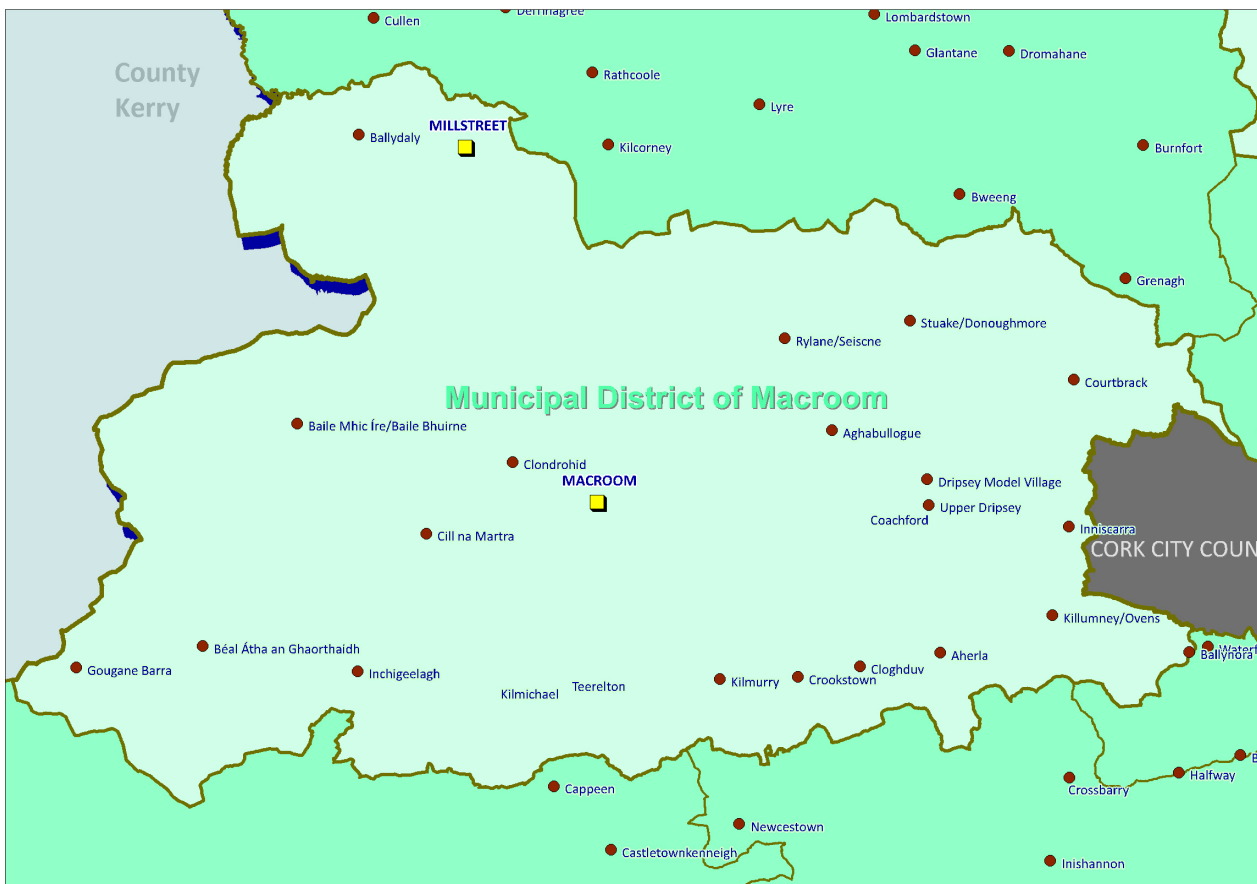 Derrinagree
Cullen
Lombardstown
Glantane
Dromahane
County
Kerry
Rathcoole
Lyre
MILLSTREET
Ballydaly
Kilcorney
Burnfort
Bweeng
Grenagh
Stuake/Donoughmore
Rylane/Seiscne
Courtbrack
Municipal District of Macroom
Baile Mhic Íre/Baile Bhuirne
Aghabullogue
Clondrohid
MACROOM
Dripsey Model Village
Upper Dripsey
Coachford
Inniscarra
Cill na Martra
CORK CITY COUN
Killumney/Ovens
Béal Átha an Ghaorthaidh
Gougane Barra
Inchigeelagh
Aherla
Ballynora
Waterf
Cloghduv
Crookstown
Kilmurry
Teerelton
Kilmichael
Cappeen
Halfway
B
Crossbarry
Newcestown
Castletownkenneigh
Inishannon